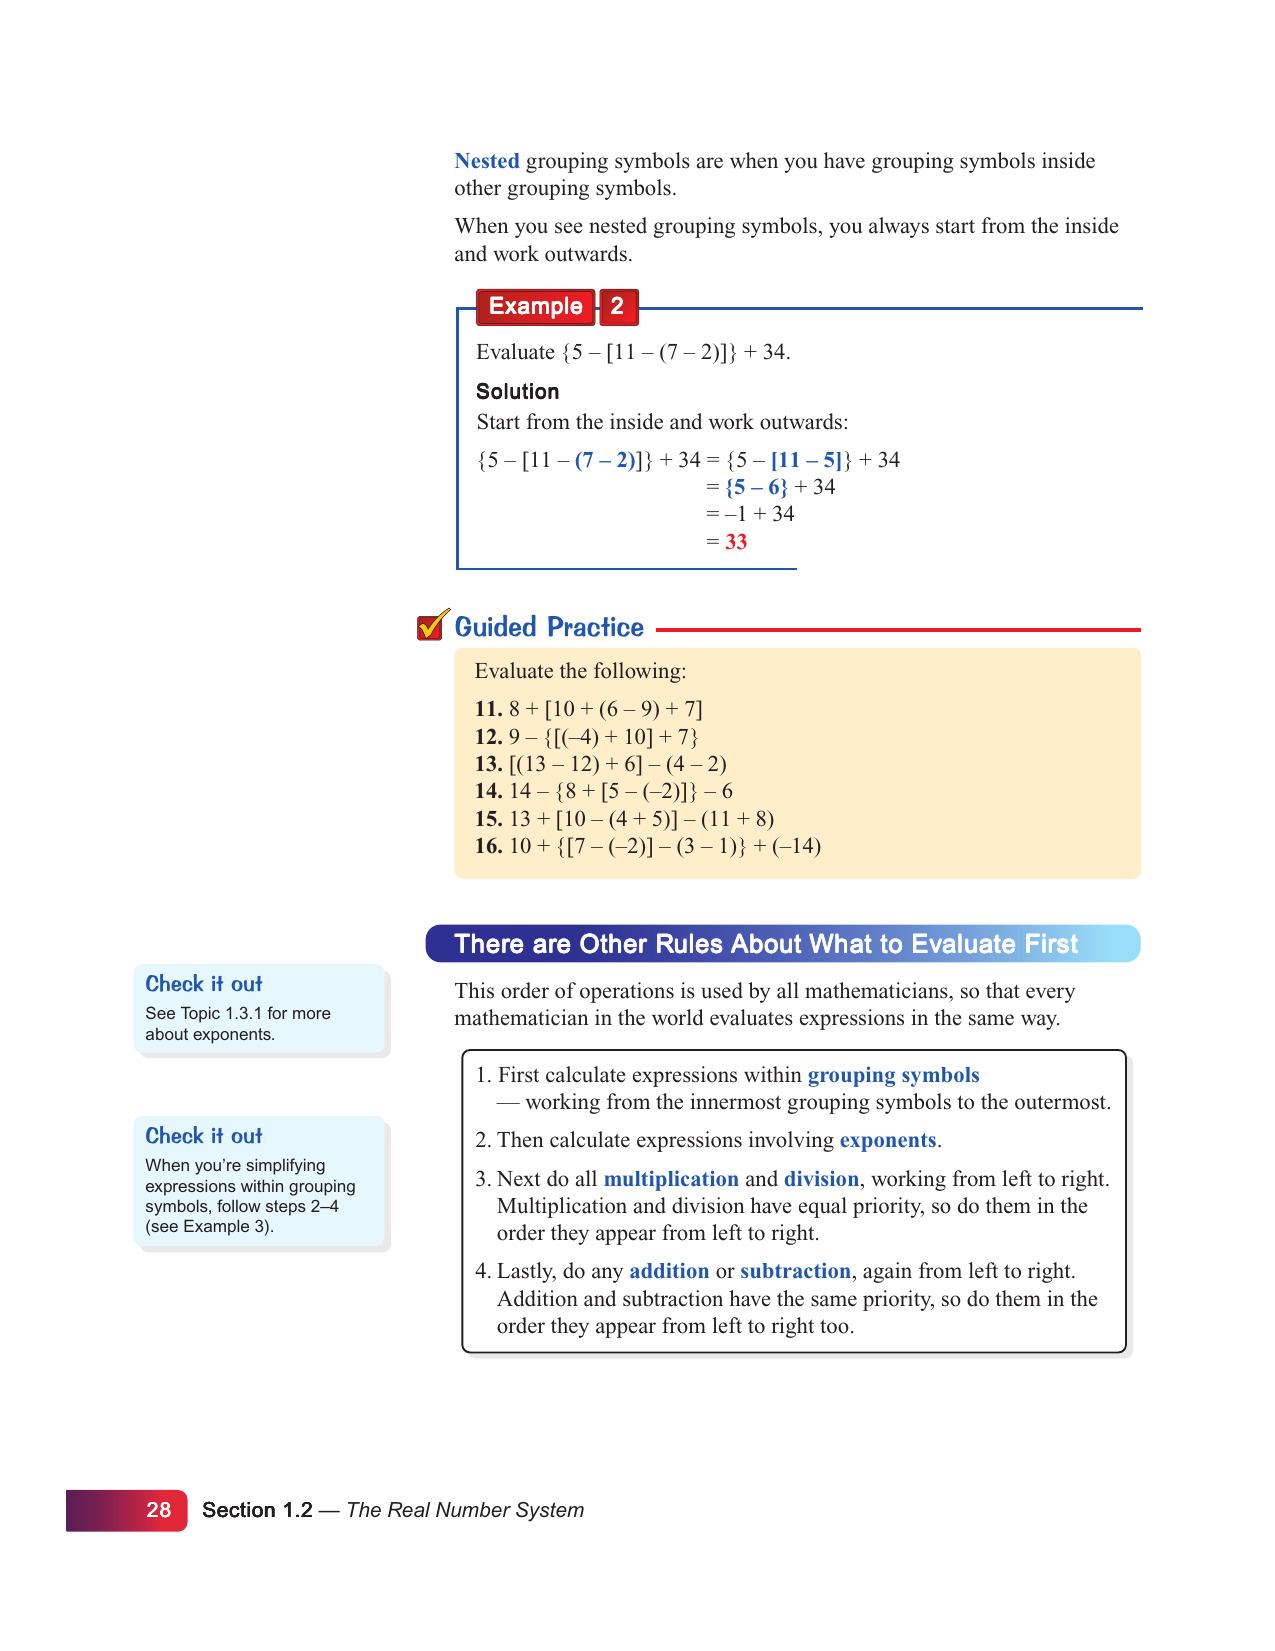 Nested grouping symbols are when you have grouping symbols inside
other grouping symbols.
When you see nested grouping symbols, you always start from the inside
and work outwards.
Example 2
Evaluate {5 – [11 – (7 – 2)]} + 34.
Solution
Start from the inside and work outwards:
{5 – [11 – (7 – 2)]} + 34 = {5 – [11 – 5]} + 34
= {5 – 6} + 34
= –1 + 34
= 33
Guided Practice
Evaluate the following:
11. 8 + [10 + (6 – 9) + 7]
12. 9 – {[(–4) + 10] + 7}
13. [(13 – 12) + 6] – (4 – 2)
14. 14 – {8 + [5 – (–2)]} – 6
15. 13 + [10 – (4 + 5)] – (11 + 8)
16. 10 + {[7 – (–2)] – (3 – 1)} + (–14)
There are Other Rules About What to Evaluate First
Check it out
See Topic 1.3.1 for more
about exponents.
This order of operations is used by all mathematicians, so that every
mathematician in the world evaluates expressions in the same way.
Check it out
When you’re simplifying
expressions within grouping
symbols, follow steps 2–4
(see Example 3).
1. First calculate expressions within grouping symbols
— working from the innermost grouping symbols to the outermost.
2. Then calculate expressions involving exponents.
3. Next do all multiplication and division, working from left to right.
Multiplication and division have equal priority, so do them in the
order they appear from left to right.
4. Lastly, do any addition or subtraction, again from left to right.
Addition and subtraction have the same priority, so do them in the
order they appear from left to right too.
28 Section 1.2 — The Real Number System